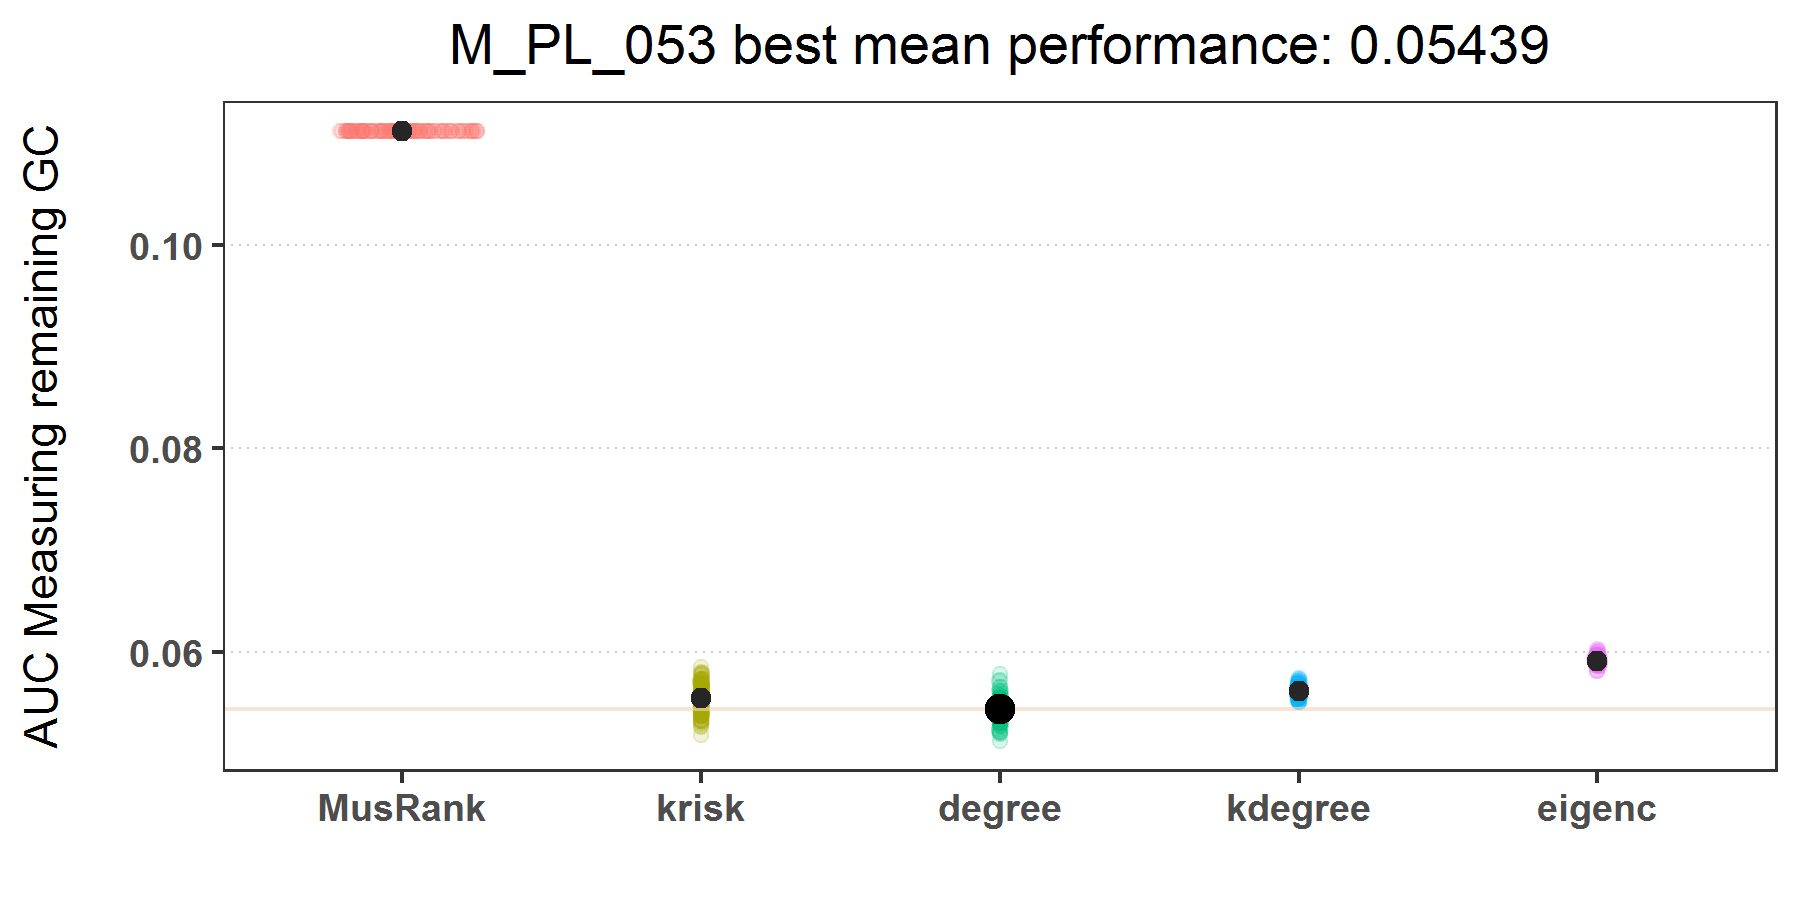 M_PL_053 best mean performance: 0.05439
AUC Measuring remaining GC
0.10
0.08
0.06
MusRank
krisk
degree
kdegree
eigenc